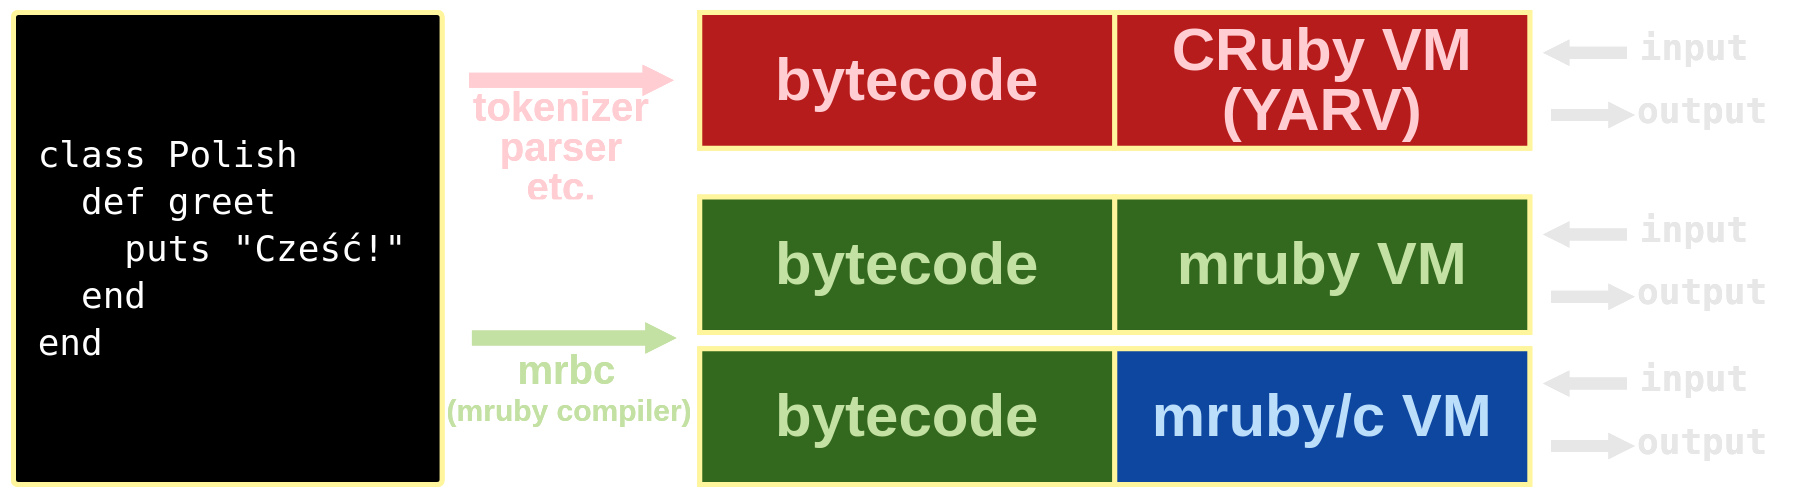 class Polish
  def greet
    puts "Cześć!"
  end
end
tokenizer
parser
etc.
mrbc
(mruby compiler)
bytecode
CRuby VM
(YARV)
input
output
bytecode
mruby VM
input
output
bytecode
mruby/c VM
input
output